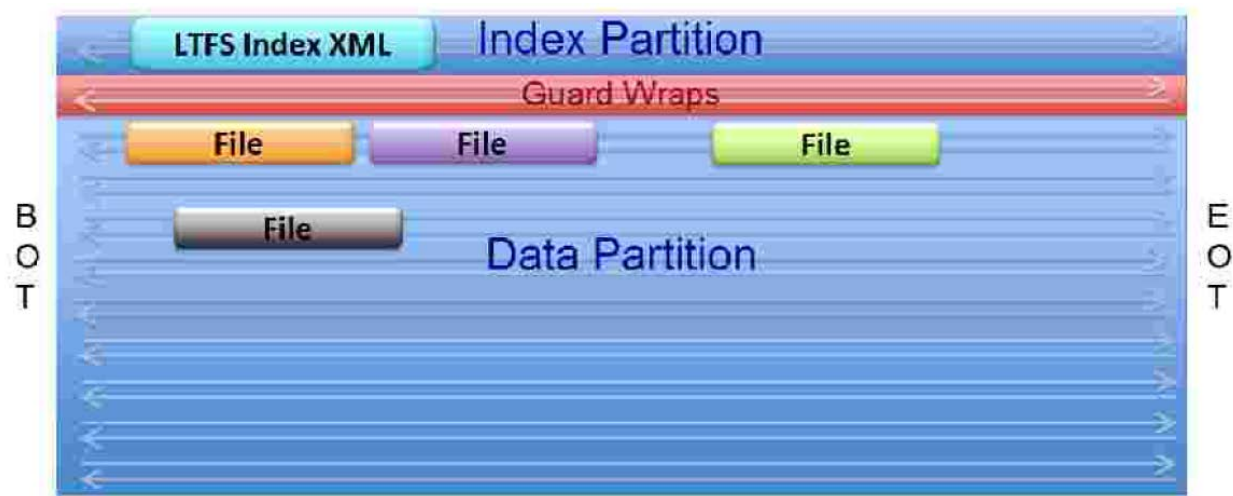 LTFS Index XML Index Partition
Guard Wraps
File File File
File
Data Partition
B
O
T
E
O
T